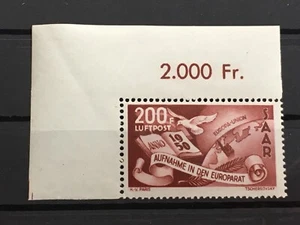 2.000 Fr.
200F
LUFTPOST
EUROPA-UNION
SAAR
ANNO
1950
AUFNAHME IN DEN EUROPARAT